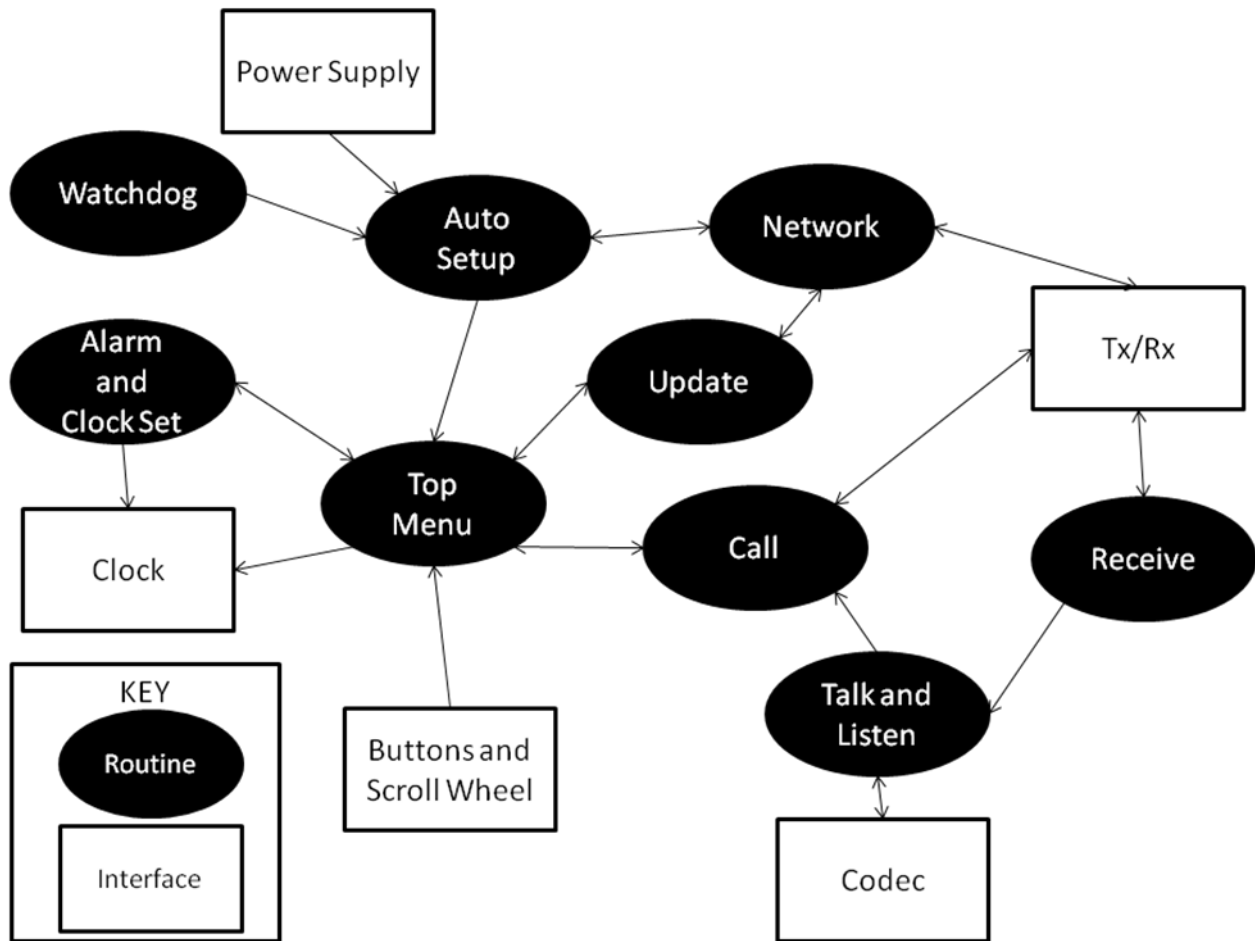 Power Supply
Watchdog
Auto
Setup
Network
Alarm
and
Clock Set
Update
Tx/Rx
Top
Menu
Clock
Call
Receive
KEY
Routine
Interface
Buttons and
Scroll Wheel
Talk and
Listen
Codec